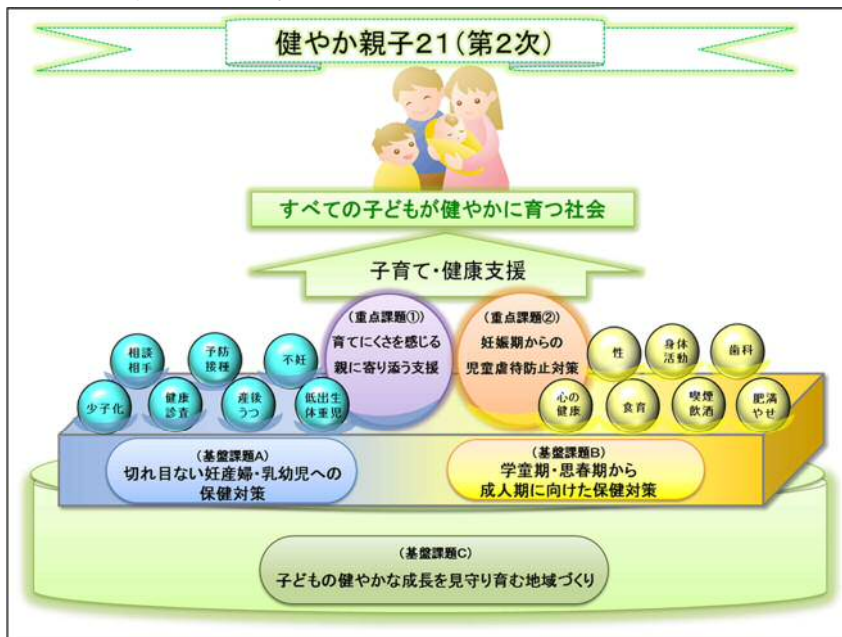 健やか親子21(第2次)
すべての子どもが健やかに育つ社会
子育て・健康支援
(重点課題①)
育てにくさを感じる
親に寄り添う支援
(重点課題②)
妊娠期からの
児童虐待防止対策
相談
相手
予防
接種
不妊
少子化
健康
診査
産後
うつ
低出生
体重児
性
身体
活動
歯科
心の
健康
食育
喫煙
飲酒
肥満
やせ
(基盤課題A)
切れ目ない妊産婦・乳幼児への
保健対策
(基盤課題B)
学童期・思春期から
成人期に向けた保健対策
(基盤課題C)
子どもの健やかな成長を見守り育む地域づくり